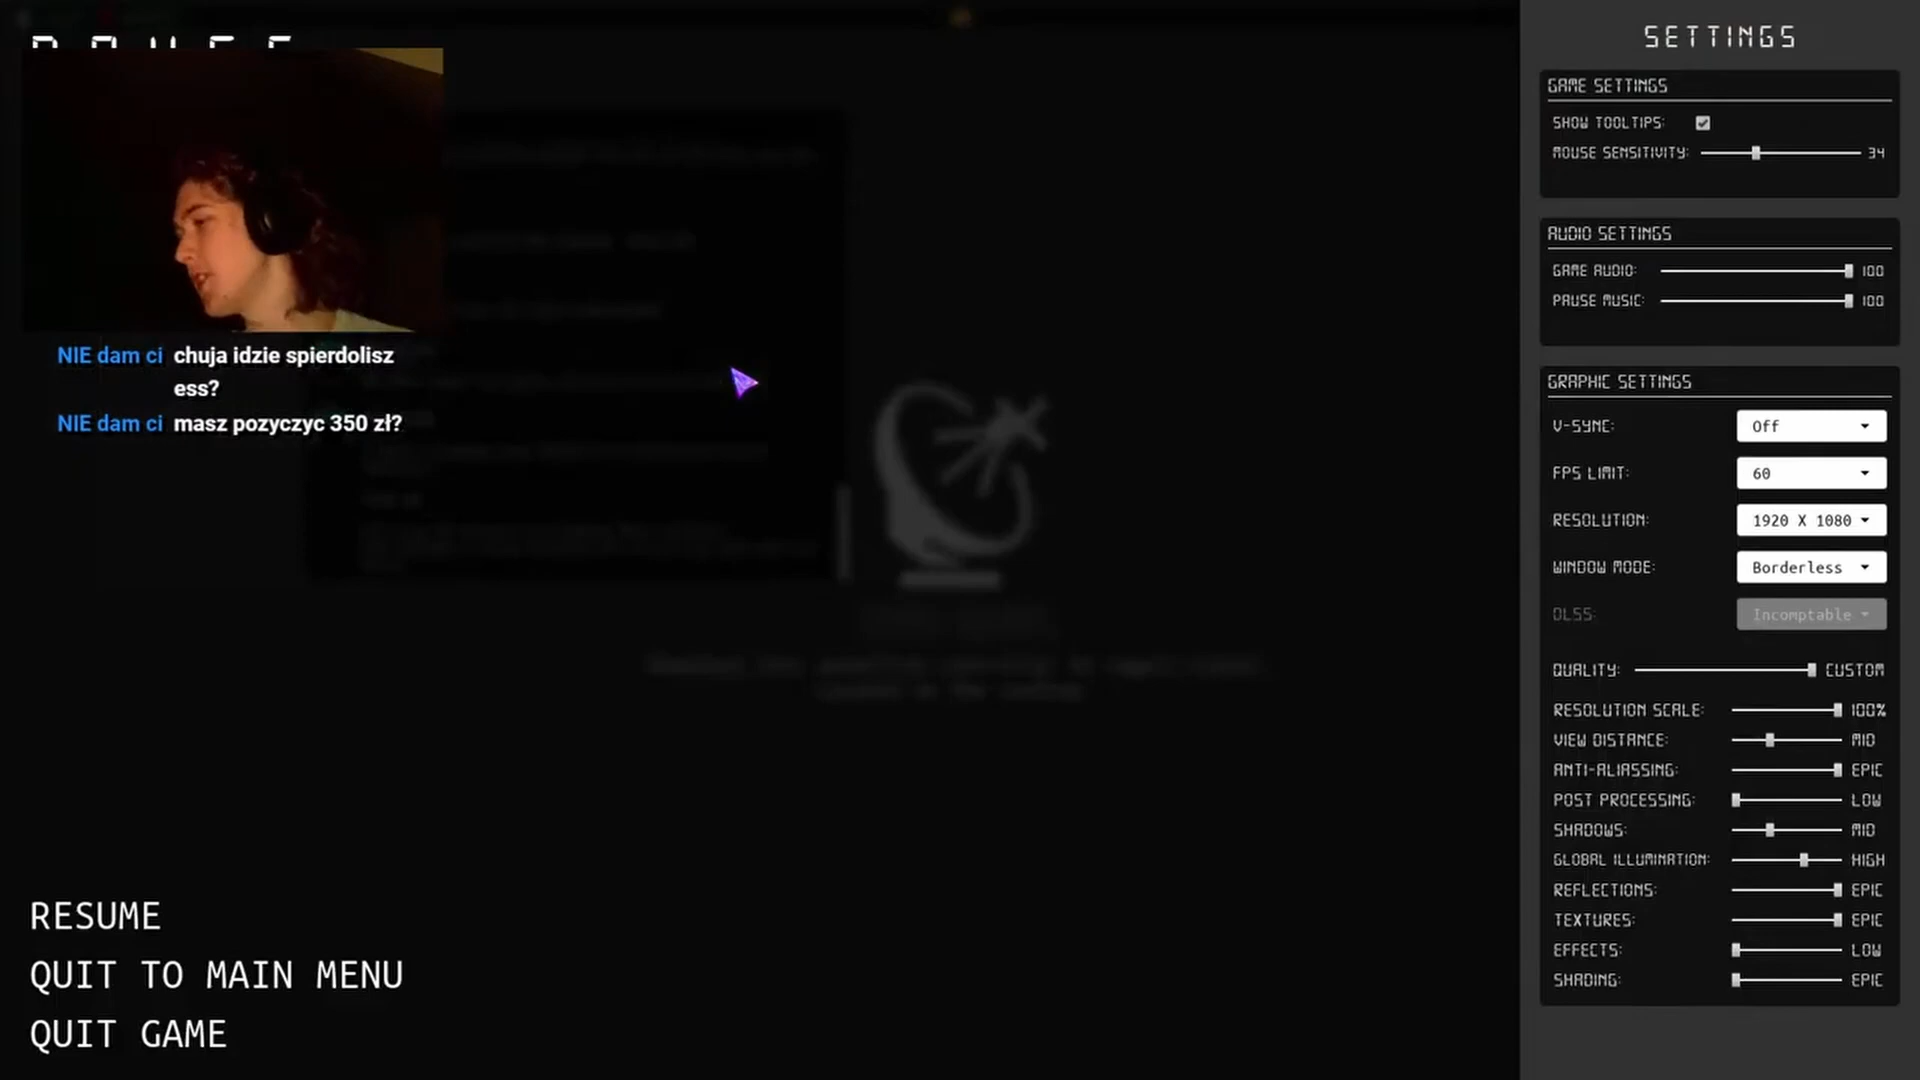 PAUSE
NIE dam ci chuja idzie spierdolisz
ess?
NIE dam ci masz pozyczyc 350 zł?
RESUME
QUIT TO MAIN MENU
QUIT GAME
SETTINGS
GAME SETTINGS
SHOW TOOLTIPS:
MOUSE SENSITIVITY: 34
AUDIO SETTINGS
GAME AUDIO: 100
PAUSE MUSIC: 100
GRAPHIC SETTINGS
V-SYNC: Off
FPS LIMIT: 60
RESOLUTION: 1920 X 1080
WINDOW MODE: Borderless
DLSS: Incomptable
QUALITY: CUSTOM
RESOLUTION SCALE: 100%
VIEW DISTANCE: MID
ANTI-ALIASSING: EPIC
POST PROCESSING: LOW
SHADOWS: MID
GLOBAL ILLUMINATION: HIGH
REFLECTIONS: EPIC
TEXTURES: EPIC
EFFECTS: LOW
SHADING: EPIC